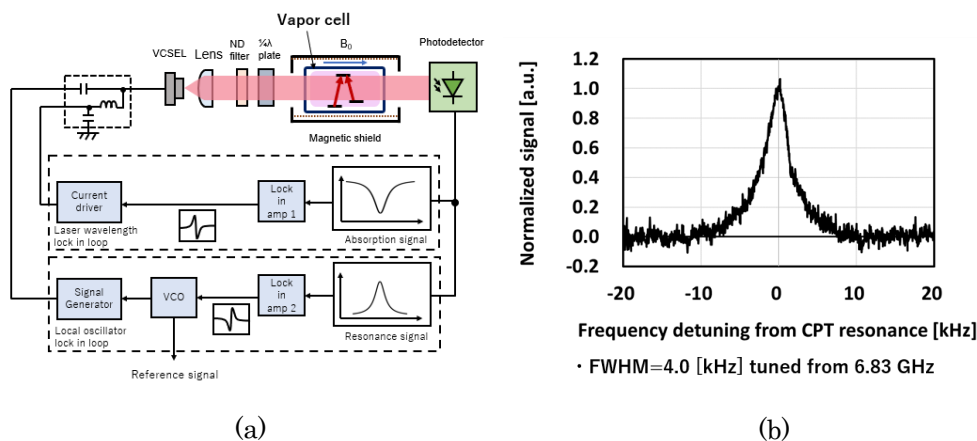 Vapor cell
VCSEL
Lens
ND
filter
¼λ
plate
B₀
Photodetector
Magnetic shield
Current
driver
Lock
in
amp 1
Laser wavelength
lock in loop
Absorption signal
Signal
Generator
VCO
Lock
in
amp 2
Local oscillator
lock in loop
Resonance signal
Reference signal
(a)
Normalized signal [a.u.]
1.2
1.0
0.8
0.6
0.4
0.2
0.0
-0.2
-20
-10
0
10
20
Frequency detuning from CPT resonance [kHz]
・FWHM=4.0 [kHz] tuned from 6.83 GHz
(b)